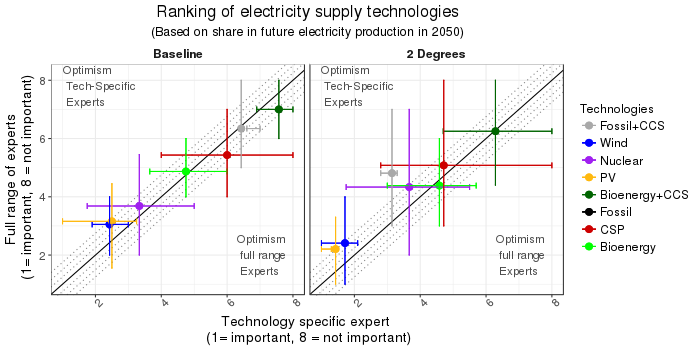 Ranking of electricity supply technologies
(Based on share in future electricity production in 2050)
Baseline
2 Degrees
Optimism
Tech-Specific
Experts
Optimism
full range
Experts
Optimism
Tech-Specific
Experts
Optimism
full range
Experts
Full range of experts
(1= important, 8 = not important)
8
6
4
2
2
4
6
8
2
4
6
8
Technology specific expert
(1= important, 8 = not important)
Technologies
Fossil+CCS
Wind
Nuclear
PV
Bioenergy+CCS
Fossil
CSP
Bioenergy